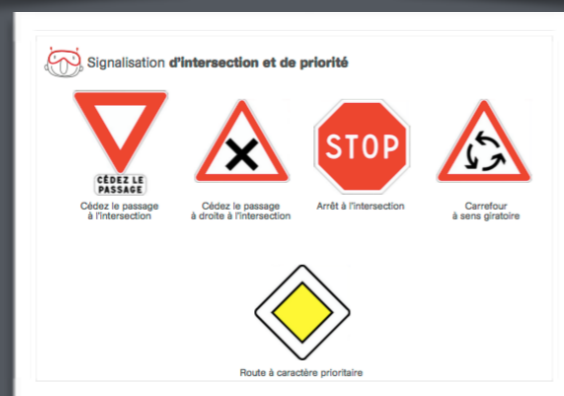 Signalisation d'intersection et de priorité
CÉDEZ LE
PASSAGE
Cédez le passage
à l'intersection
Cédez le passage
à droite à l'intersection
STOP
Arrêt à l'intersection
Carrefour
à sens giratoire
Route à caractère prioritaire